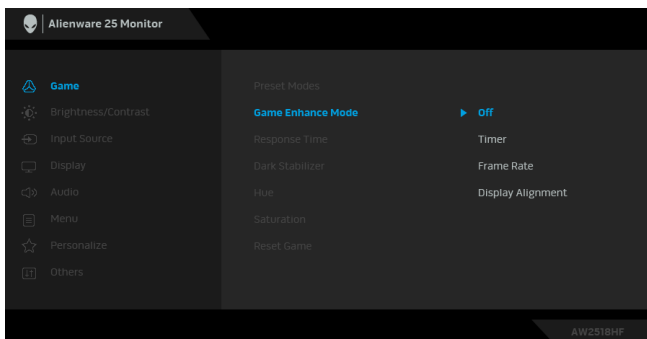 Alienware 25 Monitor
Game
Preset Modes
Brightness/Contrast
Game Enhance Mode
Off
Input Source
Response Time
Timer
Display
Dark Stabilizer
Frame Rate
Audio
Hue
Display Alignment
Menu
Saturation
Personalize
Reset Game
Others
AW2518HF